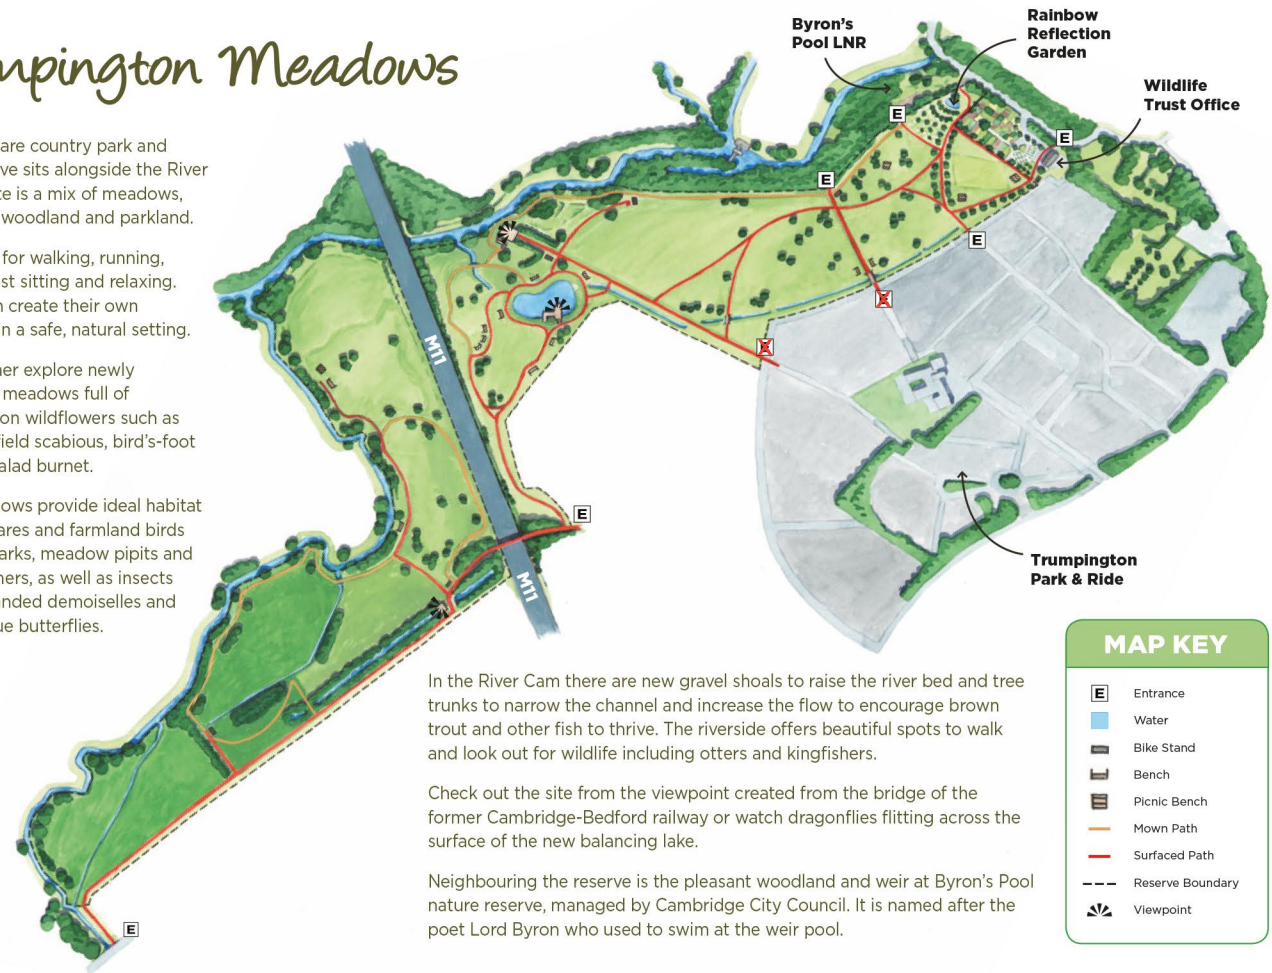 mpington Meadows
are country park and
ve sits alongside the River
te is a mix of meadows,
woodland and parkland.
for walking, running,
st sitting and relaxing.
n create their own
n a safe, natural setting.
ner explore newly
meadows full of
on wildflowers such as
field scabious, bird's-foot
alad burnet.
ows provide ideal habitat
ares and farmland birds
arks, meadow pipits and
ners, as well as insects
nded demoiselles and
ue butterflies.
Byron's
Pool LNR
Rainbow
Reflection
Garden
Wildlife
Trust Office
E
E
E
E
E
E
M11
E
M11
Trumpington
Park & Ride
E
In the River Cam there are new gravel shoals to raise the river bed and tree
trunks to narrow the channel and increase the flow to encourage brown
trout and other fish to thrive. The riverside offers beautiful spots to walk
and look out for wildlife including otters and kingfishers.
Check out the site from the viewpoint created from the bridge of the
former Cambridge-Bedford railway or watch dragonflies flitting across the
surface of the new balancing lake.
Neighbouring the reserve is the pleasant woodland and weir at Byron's Pool
nature reserve, managed by Cambridge City Council. It is named after the
poet Lord Byron who used to swim at the weir pool.
MAP KEY
E Entrance
Water
Bike Stand
Bench
Picnic Bench
Mown Path
Surfaced Path
Reserve Boundary
Viewpoint